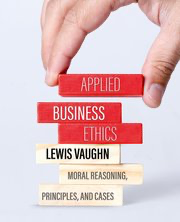 APPLIED
BUSINESS
ETHICS
LEWIS VAUGHN
MORAL REASONING,
PRINCIPLES, AND CASES